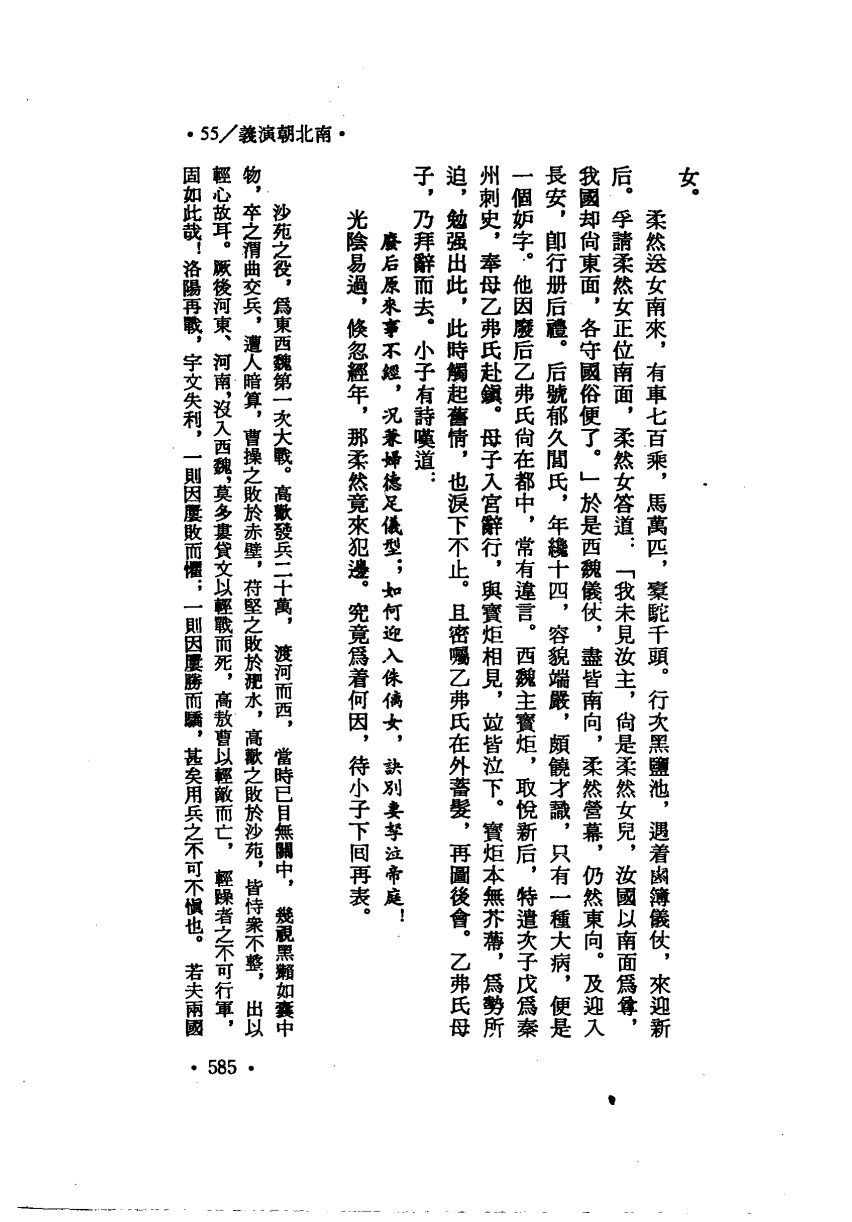 •南北朝演義／55•
女。
柔然送女南來，有車七百乘，馬萬匹，槖駝千頭。行次黑鹽池，遇着鹵簿儀仗，來迎新
后。孚請柔然女正位南面，柔然女答道：「我未見汝主，尙是柔然女兒，汝國以南面爲尊，
我國却尙東面，各守國俗便了。」於是西魏儀仗，盡皆南向，柔然營幕，仍然東向。及迎入
長安，卽行册后禮。后號郁久閭氏，年纔十四，容貌端嚴，頗饒才識，只有一種大病，便是
一個妒字。他因廢后乙弗氏尙在都中，常有違言。西魏主寶炬，取悅新后，特遣次子戊爲秦
州刺史，奉母乙弗氏赴鎭。母子入宮辭行，與寶炬相見，竝皆泣下。寶炬本無芥蔕，爲勢所
迫，勉强出此，此時觸起舊情，也淚下不止。且密囑乙弗氏在外蓄髮，再圖後會。乙弗氏母
子，乃拜辭而去。小子有詩嘆道：
廢后原來事不經，况兼婦德足儀型；如何迎入侏偊女，訣別妻孥泣帝庭！
光陰易過，倐忽經年，那柔然竟來犯邊。究竟爲着何因，待小子下回再表。
沙苑之役，爲東西魏第一次大戰。高歡發兵二十萬，渡河而西，當時已目無關中，幾視黑獺如囊中
物，卒之渭曲交兵，遭人暗算，曹操之敗於赤壁，苻堅之敗於淝水，高歡之敗於沙苑，皆恃衆不整，出以
輕心故耳。厥後河東、河南，沒入西魏，莫多婁貸文以輕戰而死，高敖曹以輕敵而亡，輕躁者之不可行軍，
固如此哉！洛陽再戰，宇文失利，一則因屢敗而懼；一則因屢勝而驕，甚矣用兵之不可不愼也。若夫兩國
•585•